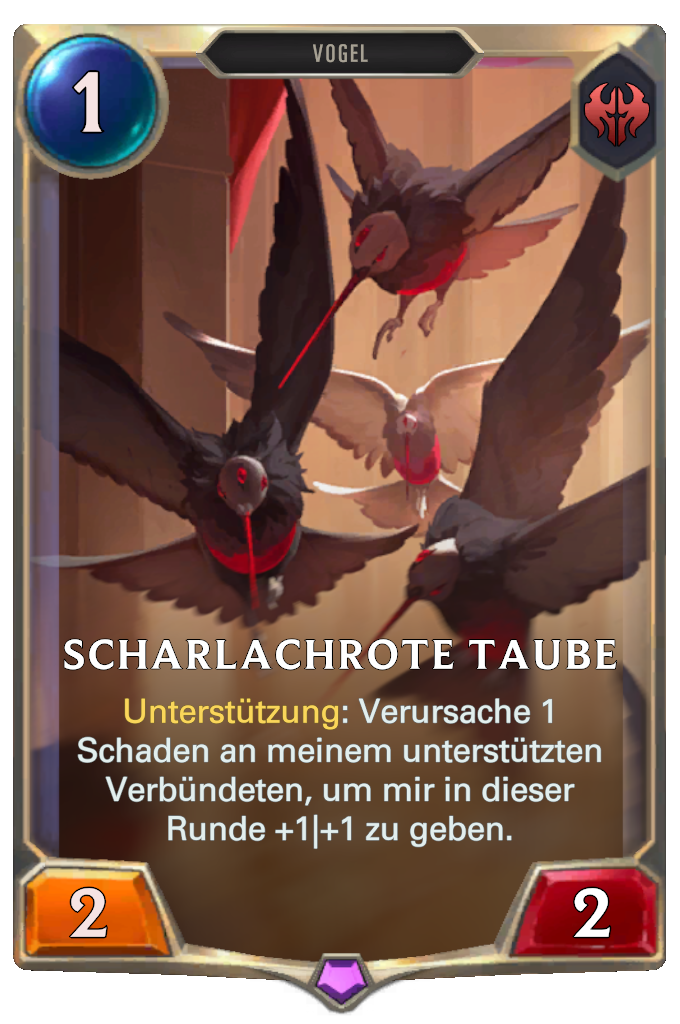 VOGEL
1
SCHARLACHROTE TAUBE
Unterstützung: Verursache 1
Schaden an meinem unterstützten
Verbündeten, um mir in dieser
Runde +1|+1 zu geben.
2
2